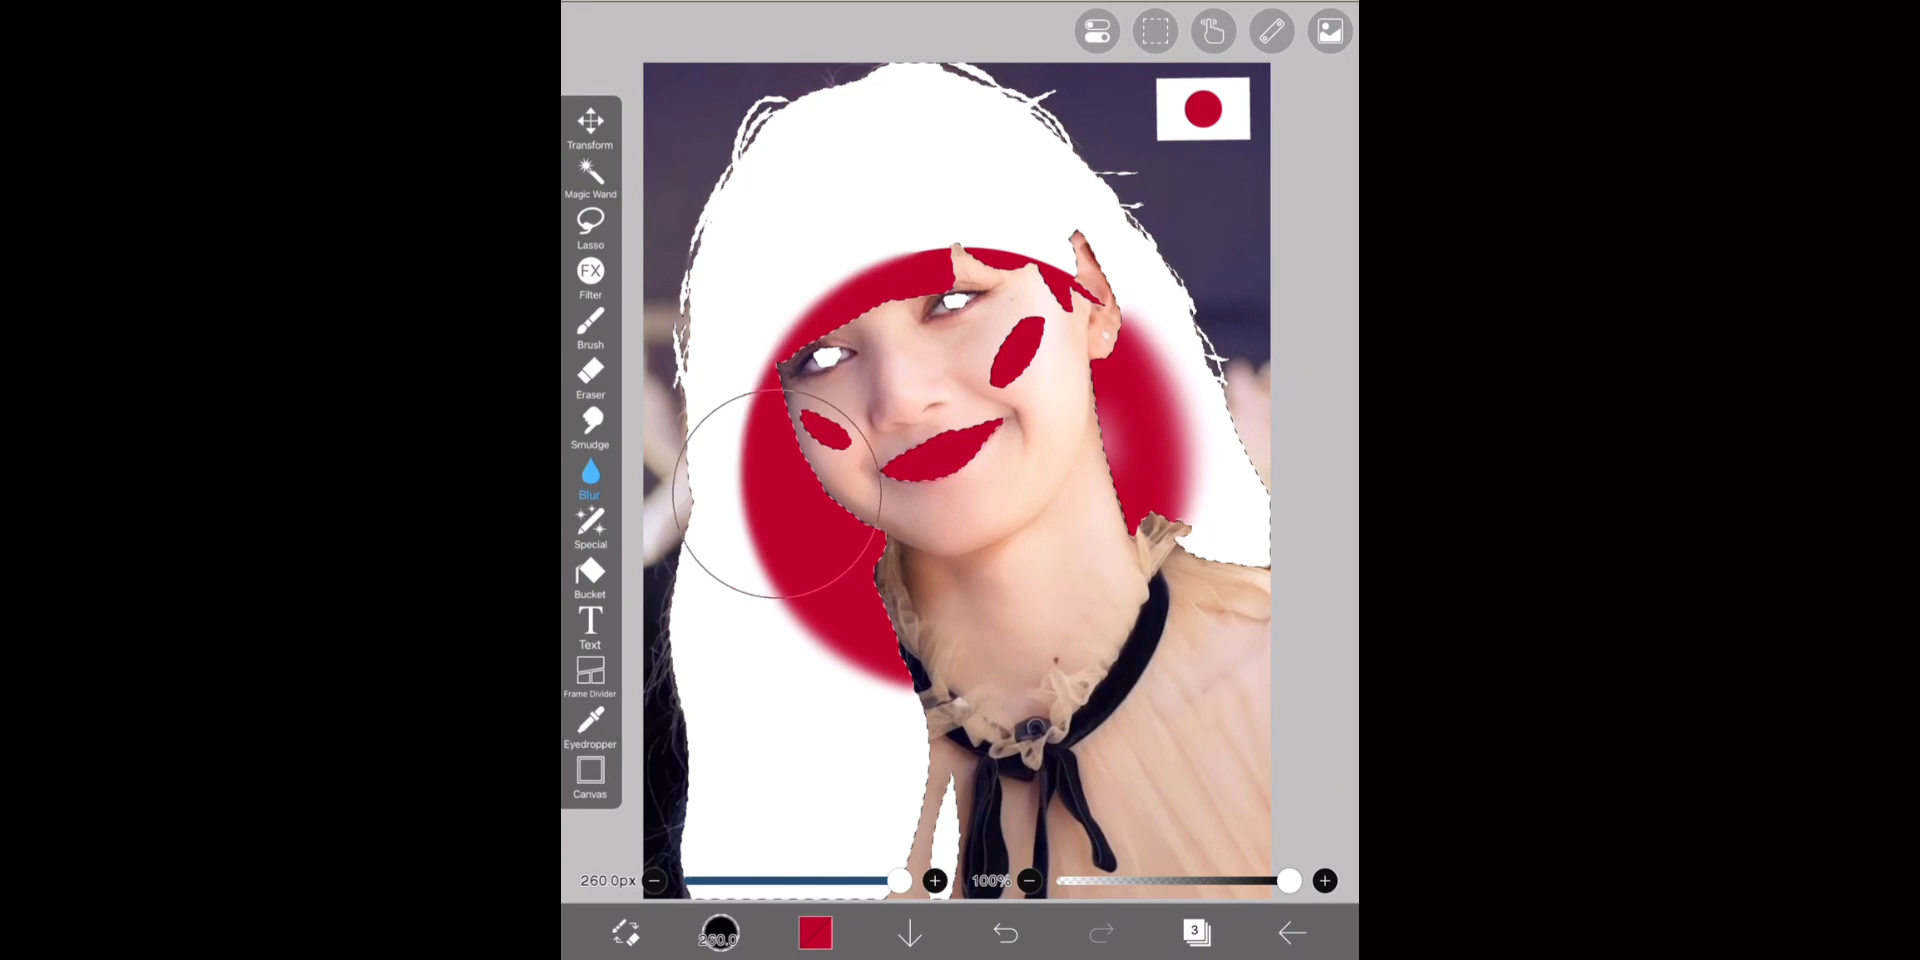 Transform
Magic Wand
Lasso
FX
Filter
Brush
Eraser
Smudge
Blur
Special
Bucket
T
Text
Frame Divider
Eyedropper
Canvas
260.0px
100%
260.0
3